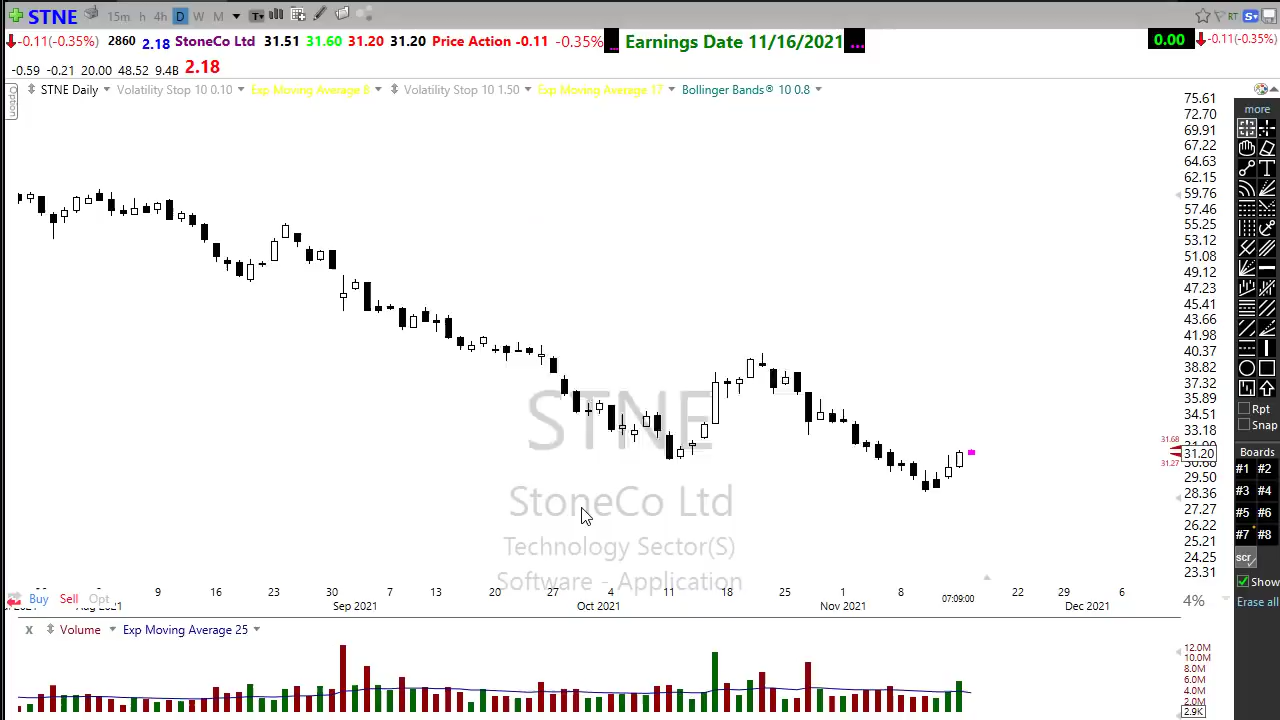 STNE 15m h 4h D W M T
-0.11(-0.35%) 2860 2.18 StoneCo Ltd 31.51 31.60 31.20 31.20 Price Action -0.11 -0.35% ... Earnings Date 11/16/2021 ... 0.00 -0.11(-0.35%)
-0.59 -0.21 20.00 48.52 9.4B 2.18
Option
STNE Daily Volatility Stop 10 0.10 Exp Moving Average 8 Volatility Stop 10 1.50 Exp Moving Average 17 Bollinger Bands® 10 0.8
RT
more
75.61
72.70
69.91
67.22
64.63
62.15
59.76
57.46
55.25
53.12
51.08
49.12
47.23
45.41
43.66
41.98
40.37
38.82
37.32
35.89
34.51
33.18
31.68
31.20
31.27
29.50
28.36
27.27
26.22
25.21
24.25
23.31
STNE
StoneCo Ltd
Technology Sector(S)
Software - Application
Rpt
Snap
Boards
#1 #2
#3 #4
#5 #6
#7 #8
scr
Show
Erase all
9 16 23 30 7 13 20 27 4 11 18 25 1 8 07:09:00 22 29 6
Sep 2021 Oct 2021 Nov 2021 Dec 2021
4%
Buy Sell Opt
X Volume Exp Moving Average 25
12.0M
10.0M
8.0M
6.0M
4.0M
2.0M
2.9K